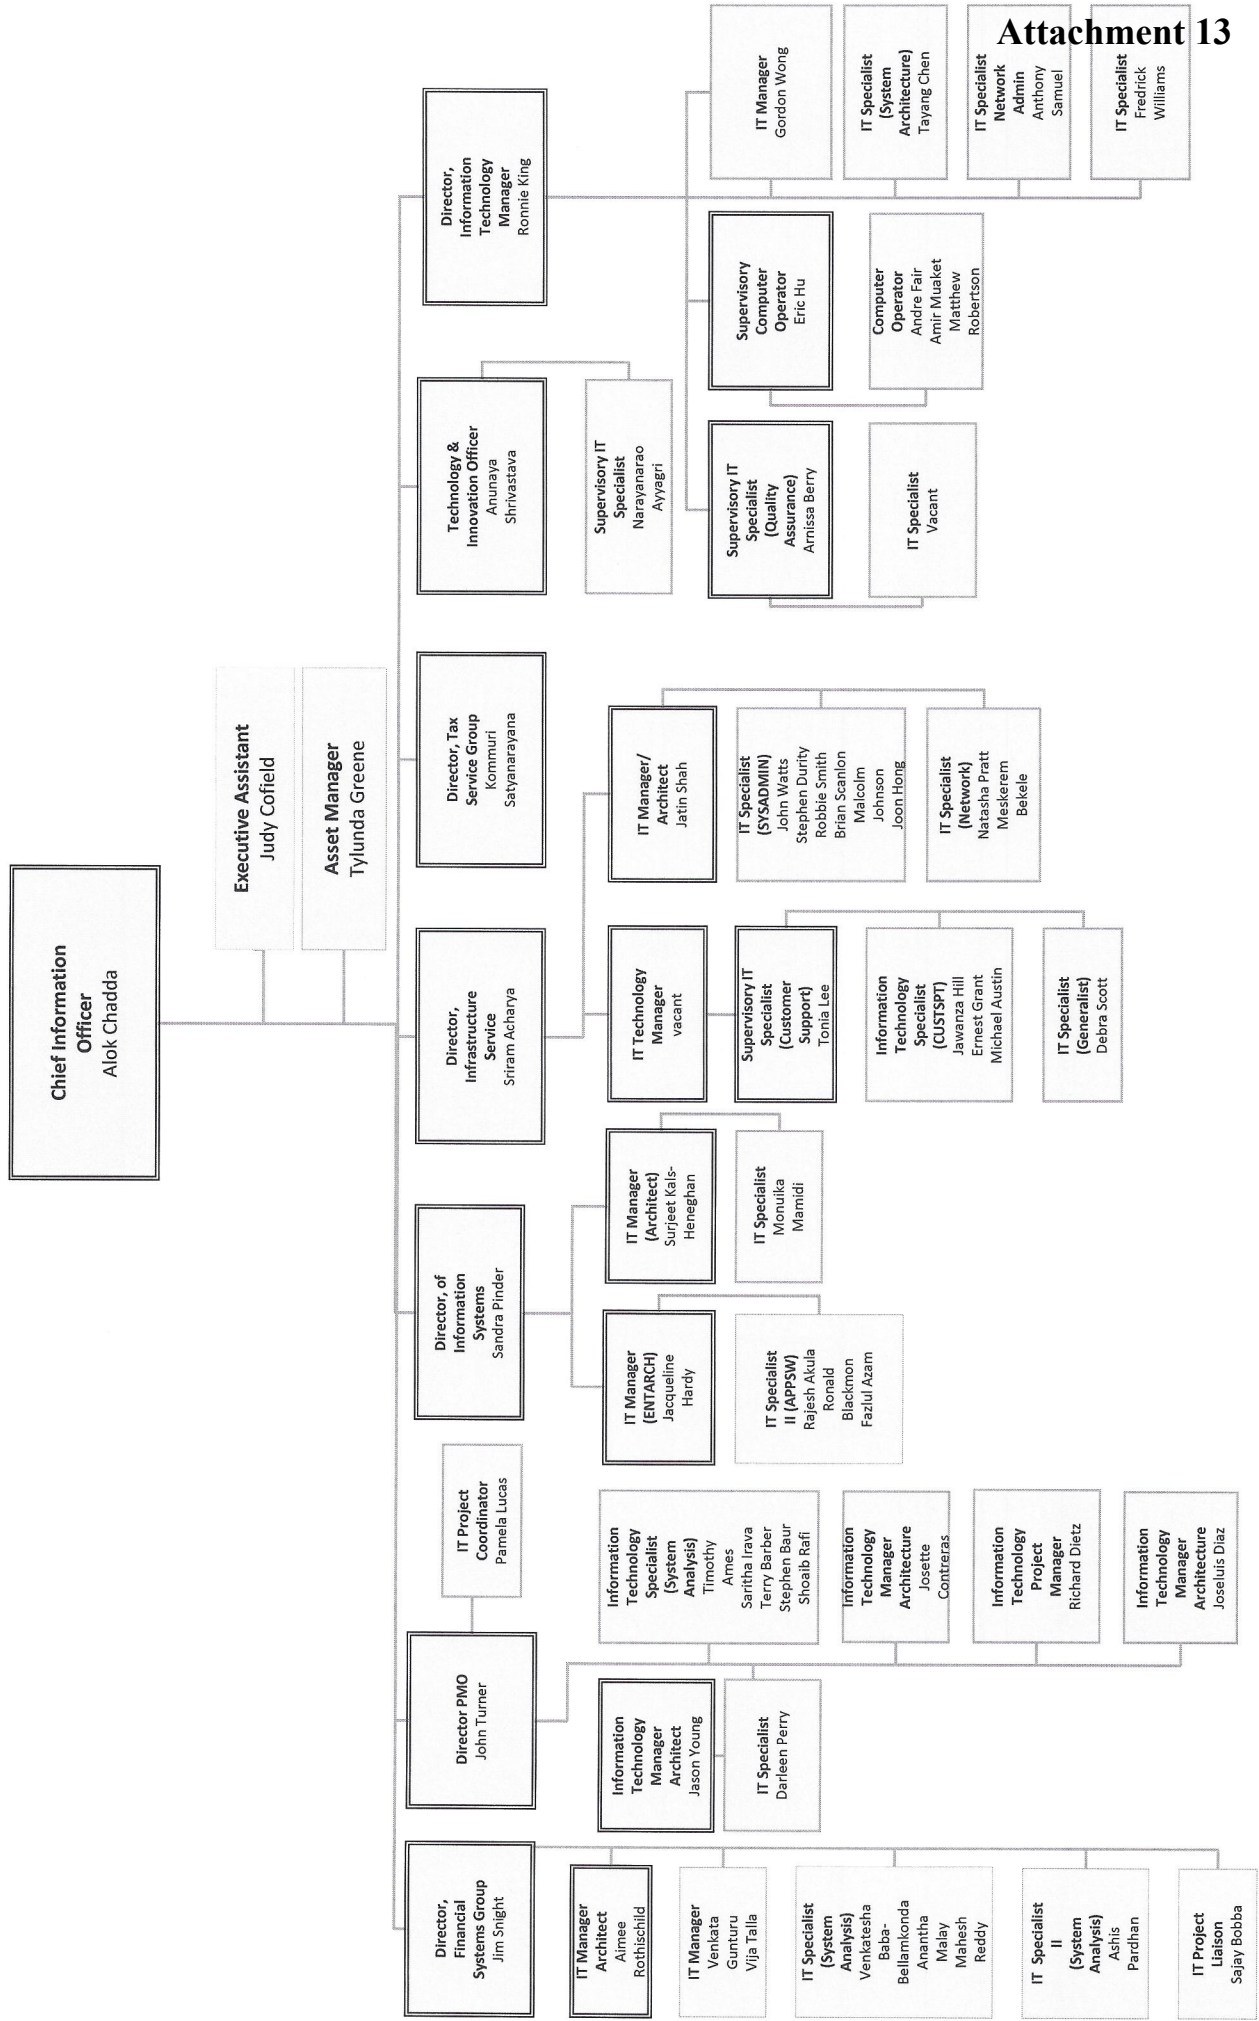 Attachment 13
Chief Information
Officer
Alok Chadda
Executive Assistant
Judy Cofield
Asset Manager
Tylunda Greene
Director,
Financial
Systems Group
Jim Snight
IT Manager
Architect
Aimee
Rothischild
IT Manager
Venkata
Gunturu
Vija Talla
IT Specialist
(System
Analysis)
Venkatesha
Baba-
Bellamkonda
Anantha
Malay
Mahesh
Reddy
IT Specialist
II
(System
Analysis)
Ashis
Pardhan
IT Project
Liaison
Sajay Bobba
Director PMO
John Turner
IT Project
Coordinator
Pamela Lucas
Information
Technology
Manager
Architect
Jason Young
IT Specialist
Darleen Perry
Information
Technology
Specialist
(System
Analysis)
Timothy
Ames
Saritha Irava
Terry Barber
Stephen Baur
Shoaib Rafi
Information
Technology
Manager
Architecture
Josette
Contreras
Information
Technology
Project
Manager
Richard Dietz
Information
Technology
Manager
Architecture
Joseluis Diaz
Director, of
Information
Systems
Sandra Pinder
IT Manager
(ENTARCH)
Jacqueline
Hardy
IT Specialist
II (APPSW)
Rajesh Akula
Ronald
Blackmon
Fazlul Azam
IT Manager
(Architect)
Surjeet Kals-
Heneghan
IT Specialist
Monuika
Mamidi
Director,
Infrastructure
Service
Sriram Acharya
IT Technology
Manager
vacant
Supervisory IT
Specialist
(Customer
Support)
Tonia Lee
Information
Technology
Specialist
(CUSTSPT)
Jawanza Hill
Ernest Grant
Michael Austin
IT Specialist
(Generalist)
Debra Scott
IT Manager/
Architect
Jatin Shah
IT Specialist
(SYSADMIN)
John Watts
Stephen Durity
Robbie Smith
Brian Scanlon
Malcolm
Johnson
Joon Hong
IT Specialist
(Network)
Natasha Pratt
Meskerem
Bekele
Director, Tax
Service Group
Kommuri
Satyanarayana
Technology &
Innovation Officer
Anunaya
Shrivastava
Supervisory IT
Specialist
Narayanarao
Ayyagri
Director,
Information
Technology
Manager
Ronnie King
Supervisory IT
Specialist
(Quality
Assurance)
Arnissa Berry
IT Specialist
Vacant
Supervisory
Computer
Operator
Eric Hu
Computer
Operator
Andre Fair
Amir Muaket
Matthew
Robertson
IT Manager
Gordon Wong
IT Specialist
(System
Architecture)
Tayang Chen
IT Specialist
Network
Admin
Anthony
Samuel
IT Specialist
Fredrick
Williams